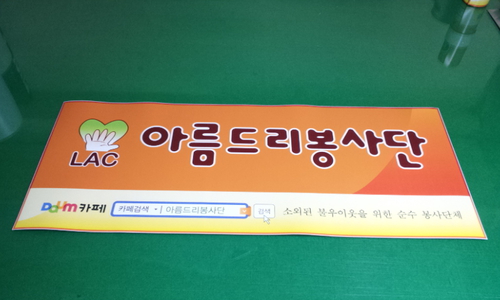 LAC
아름드리봉사단
Daum 카페
카페검색 아름드리봉사단 검색
소외된 불우이웃을 위한 순수 봉사단체